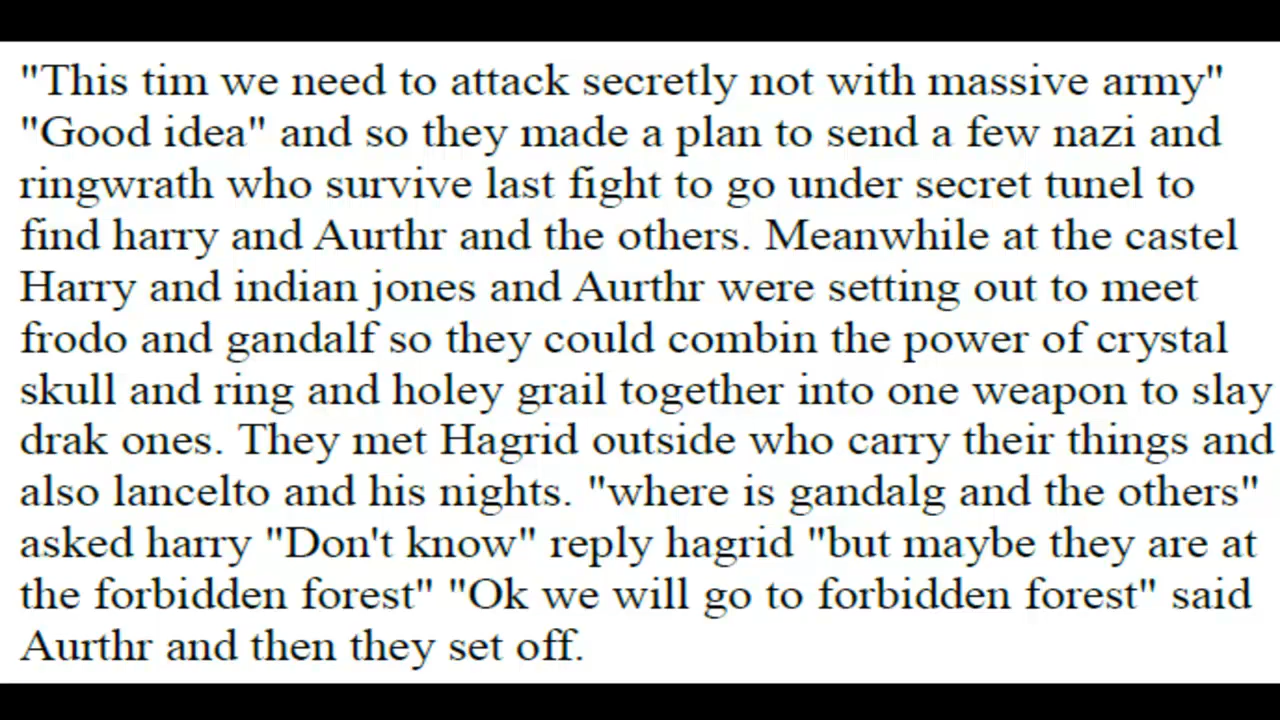 "This tim we need to attack secretly not with massive army"
"Good idea" and so they made a plan to send a few nazi and
ringwrath who survive last fight to go under secret tunel to
find harry and Aurthr and the others. Meanwhile at the castel
Harry and indian jones and Aurthr were setting out to meet
frodo and gandalf so they could combin the power of crystal
skull and ring and holey grail together into one weapon to slay
drak ones. They met Hagrid outside who carry their things and
also lancelto and his nights. "where is gandalg and the others"
asked harry "Don't know" reply hagrid "but maybe they are at
the forbidden forest" "Ok we will go to forbidden forest" said
Aurthr and then they set off.